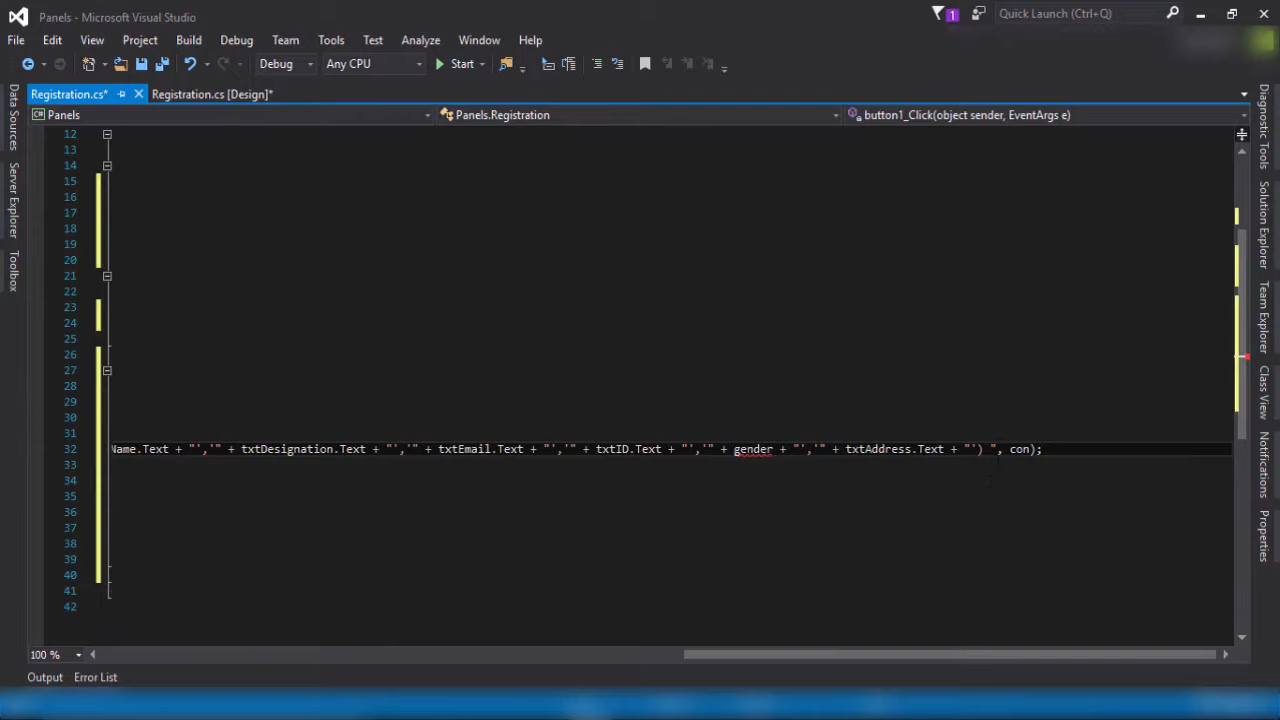 Panels - Microsoft Visual Studio
1
Quick Launch (Ctrl+Q)
File Edit View Project Build Debug Team Tools Test Analyze Window Help
Debug Any CPU Start
Registration.cs* Registration.cs [Design]*
Panels Panels.Registration button1_Click(object sender, EventArgs e)
Data Sources
Server Explorer
Toolbox
12
13
14
15
16
17
18
19
20
21
22
23
24
25
26
27
28
29
30
31
32 Name.Text + "','" + txtDesignation.Text + "','" + txtEmail.Text + "','" + txtID.Text + "','" + gender + "','" + txtAddress.Text + "') ", con);
33
34
35
36
37
38
39
40
41
42
Diagnostic Tools
Solution Explorer
Team Explorer
Class View
Notifications
Properties
100 %
Output Error List